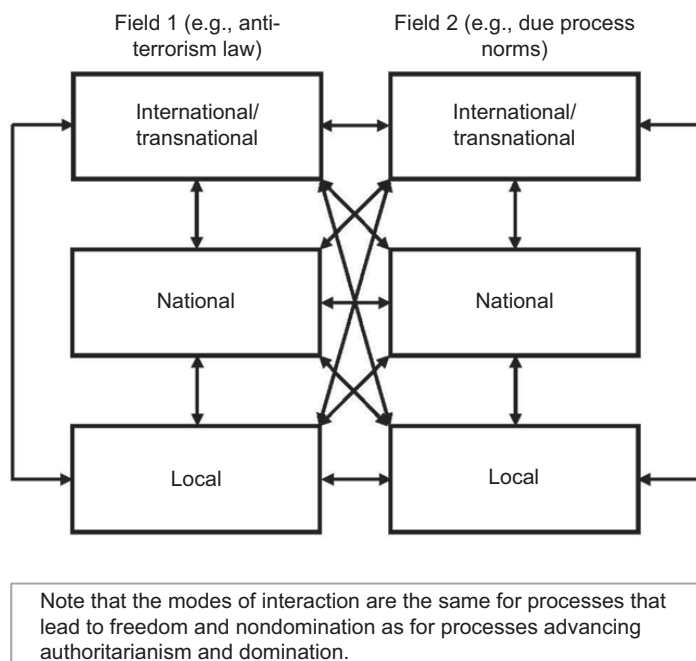 Field 1 (e.g., anti-
terrorism law)
Field 2 (e.g., due process
norms)
International/
transnational
International/
transnational
National
National
Local
Local
Note that the modes of interaction are the same for processes that
lead to freedom and nondomination as for processes advancing
authoritarianism and domination.